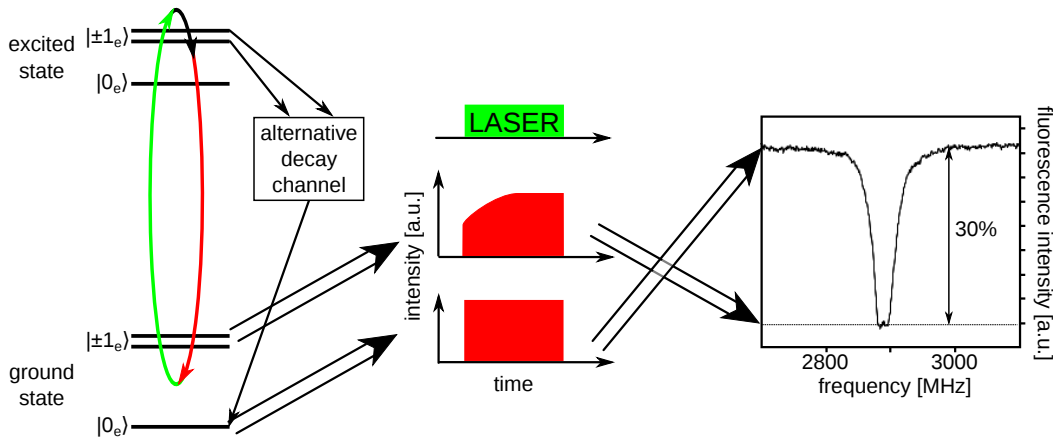 excited
state
|±1ₑ⟩
|0ₑ⟩
alternative
decay
channel
|±1ₑ⟩
ground
state
|0ₑ⟩
LASER
intensity [a.u.]
time
30%
fluorescence intensity [a.u.]
2800
3000
frequency [MHz]